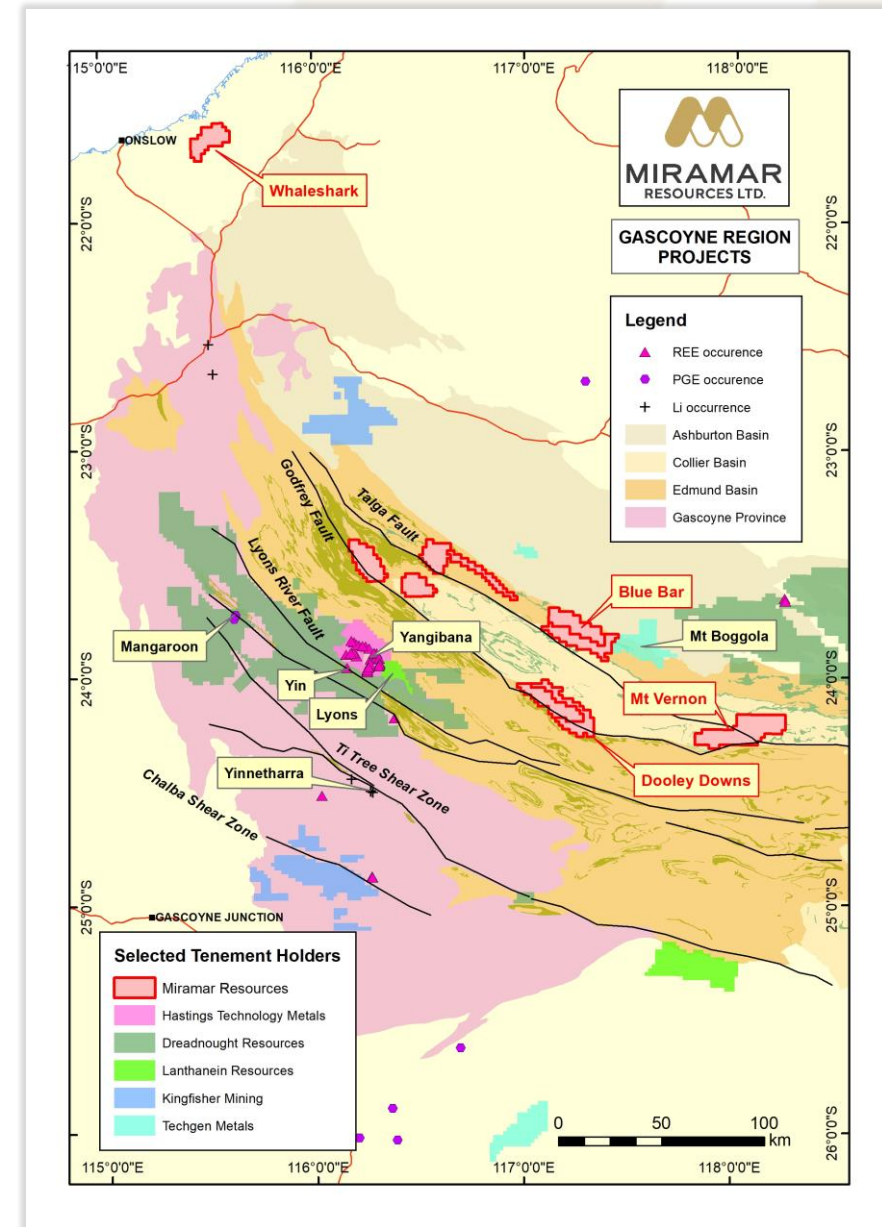 115°0'0"E
116°0'0"E
117°0'0"E
118°0'0"E
MIRAMAR
RESOURCES LTD.
GASCOYNE REGION
PROJECTS
ONSLOW
Whaleshark
22°0'0"S
22°0'0"S
Legend
REE occurence
PGE occurence
Li occurrence
Ashburton Basin
Collier Basin
Edmund Basin
Gascoyne Province
23°0'0"S
23°0'0"S
Godfrey Fault
Talga Fault
Lyons River Fault
Blue Bar
Mt Boggola
Mangaroon
Yangibana
Yin
Lyons
24°0'0"S
24°0'0"S
Mt Vernon
Dooley Downs
Yinnetharra
Ti Tree Shear Zone
Chalba Shear Zone
25°0'0"S
25°0'0"S
GASCOYNE JUNCTION
Selected Tenement Holders
Miramar Resources
Hastings Technology Metals
Dreadnought Resources
Lanthanein Resources
Kingfisher Mining
Techgen Metals
0 50 100
km
26°0'0"S
115°0'0"E
116°0'0"E
117°0'0"E
118°0'0"E